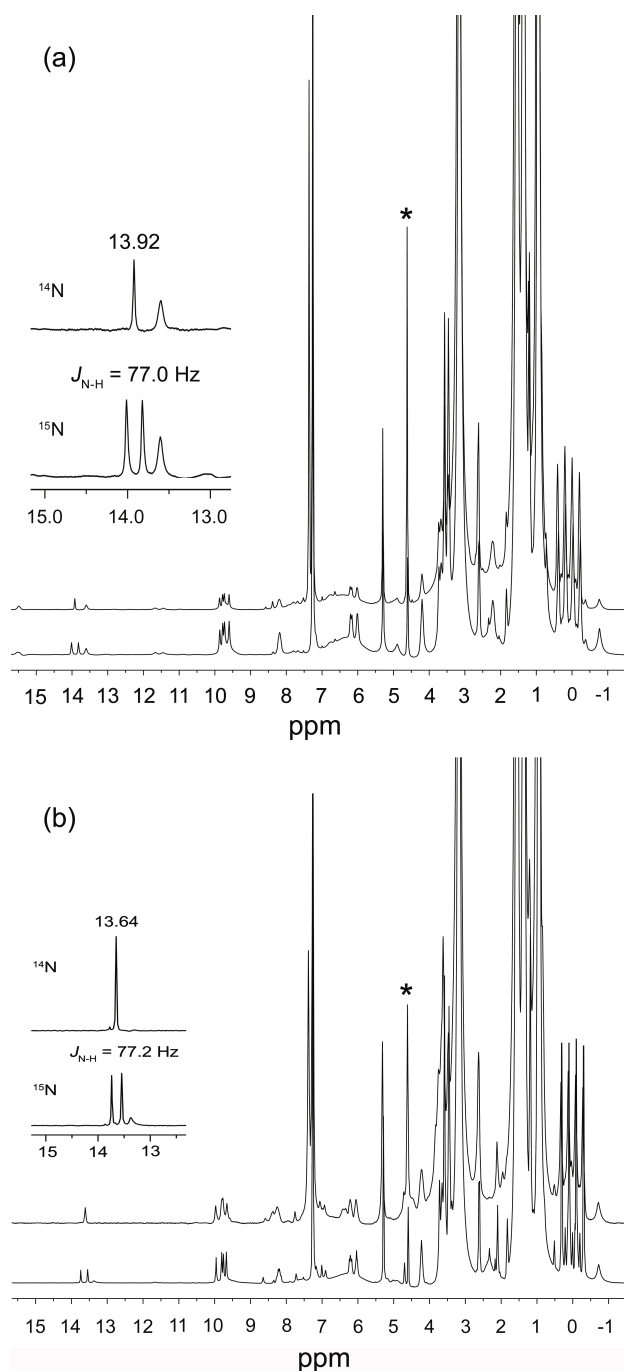 (a)
*
13.92
14N
JN-H = 77.0 Hz
15N
15.0 14.0 13.0
15 14 13 12 11 10 9 8 7 6 5 4 3 2 1 0 -1
ppm
(b)
13.64
14N
*
JN-H = 77.2 Hz
15N
15 14 13
15 14 13 12 11 10 9 8 7 6 5 4 3 2 1 0 -1
ppm